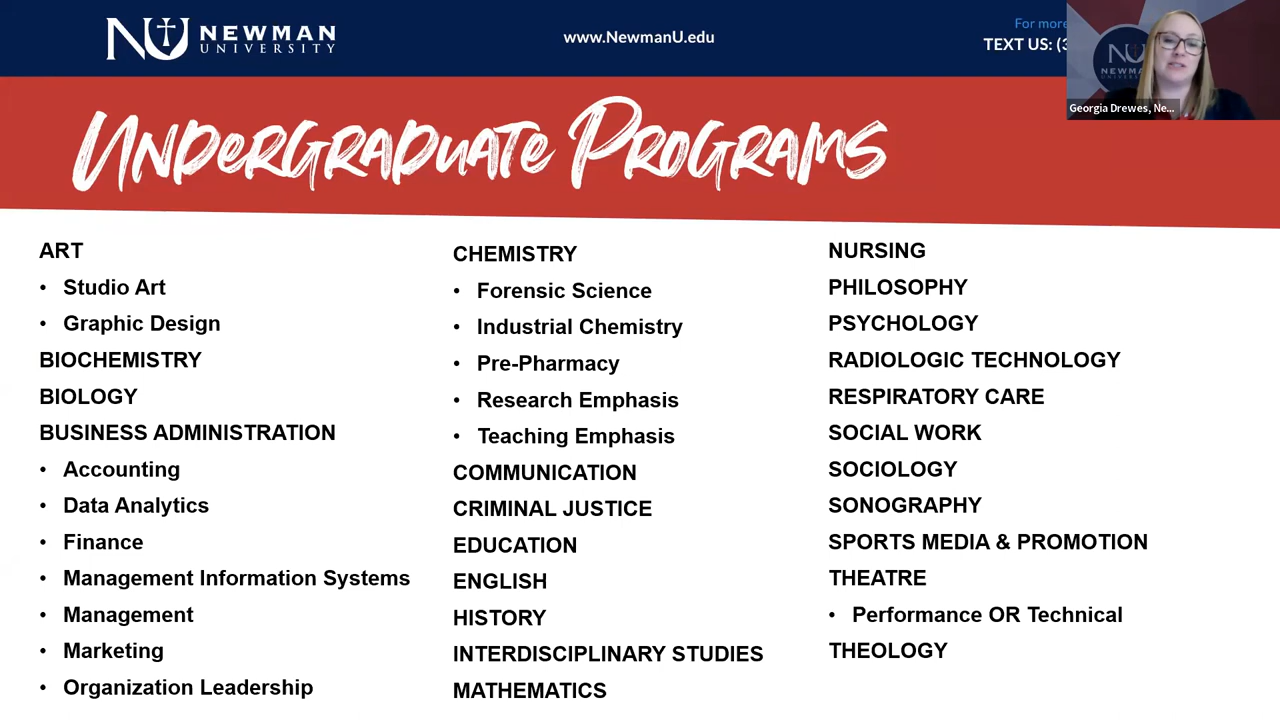 NU NEWMAN
UNIVERSITY
www.NewmanU.edu
For more
TEXT US: (3
NU
NEWMAN
Georgia Drewes, Ne...
UNDERGRADUATE PROGRAMS
ART
• Studio Art
• Graphic Design
BIOCHEMISTRY
BIOLOGY
BUSINESS ADMINISTRATION
• Accounting
• Data Analytics
• Finance
• Management Information Systems
• Management
• Marketing
• Organization Leadership
CHEMISTRY
• Forensic Science
• Industrial Chemistry
• Pre-Pharmacy
• Research Emphasis
• Teaching Emphasis
COMMUNICATION
CRIMINAL JUSTICE
EDUCATION
ENGLISH
HISTORY
INTERDISCIPLINARY STUDIES
MATHEMATICS
NURSING
PHILOSOPHY
PSYCHOLOGY
RADIOLOGIC TECHNOLOGY
RESPIRATORY CARE
SOCIAL WORK
SOCIOLOGY
SONOGRAPHY
SPORTS MEDIA & PROMOTION
THEATRE
• Performance OR Technical
THEOLOGY